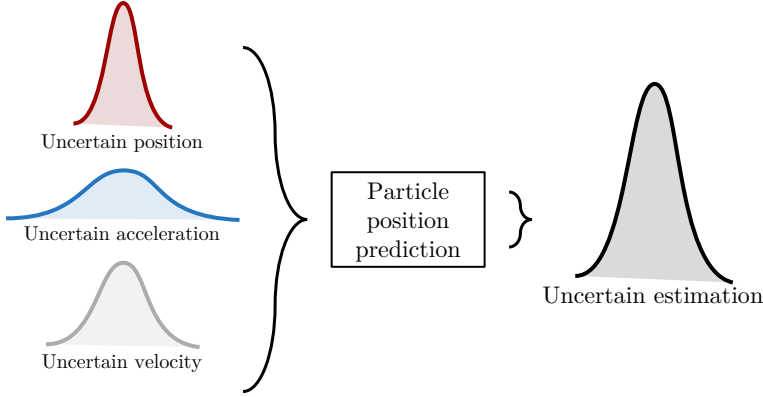 Uncertain position
Uncertain acceleration
Uncertain velocity
Particle
position
prediction
Uncertain estimation